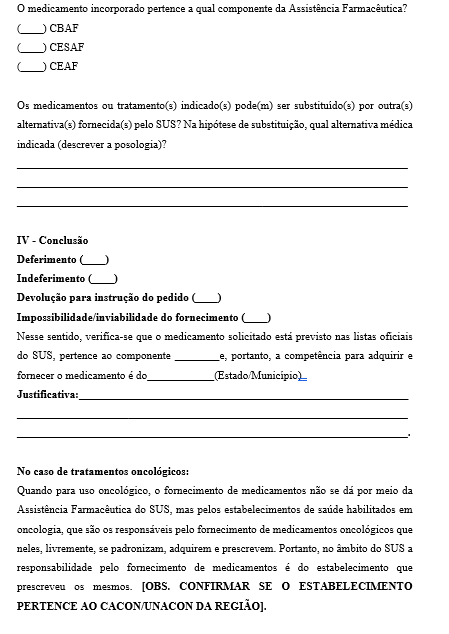 O medicamento incorporado pertence a qual componente da Assistência Farmacêutica?
(____) CBAF
(____) CESAF
(____) CEAF
Os medicamentos ou tratamento(s) indicado(s) pode(m) ser substituído(s) por outra(s)
alternativa(s) fornecida(s) pelo SUS? Na hipótese de substituição, qual alternativa médica
indicada (descrever a posologia)?
IV - Conclusão
Deferimento (____)
Indeferimento (____)
Devolução para instrução do pedido (____)
Impossibilidade/inviabilidade do fornecimento (____)
Nesse sentido, verifica-se que o medicamento solicitado está previsto nas listas oficiais
do SUS, pertence ao componente ________e, portanto, a competência para adquirir e
fornecer o medicamento é do____________(Estado/Município)_
Justificativa:____________________________________________________________
.
No caso de tratamentos oncológicos:
Quando para uso oncológico, o fornecimento de medicamentos não se dá por meio da
Assistência Farmacêutica do SUS, mas pelos estabelecimentos de saúde habilitados em
oncologia, que são os responsáveis pelo fornecimento de medicamentos oncológicos que
neles, livremente, se padronizam, adquirem e prescrevem. Portanto, no âmbito do SUS a
responsabilidade pelo fornecimento de medicamentos é do estabelecimento que
prescreveu os mesmos. [OBS. CONFIRMAR SE O ESTABELECIMENTO
PERTENCE AO CACON/UNACON DA REGIÃO].